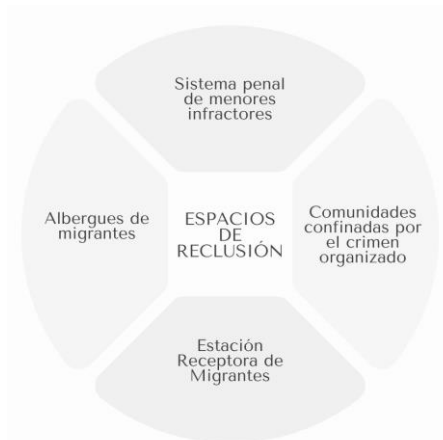 Sistema penal
de menores
infractores
Albergues de
migrantes
ESPACIOS
DE
RECLUSIÓN
Comunidades
confinadas por
el crimen
organizado
Estación
Receptora de
Migrantes